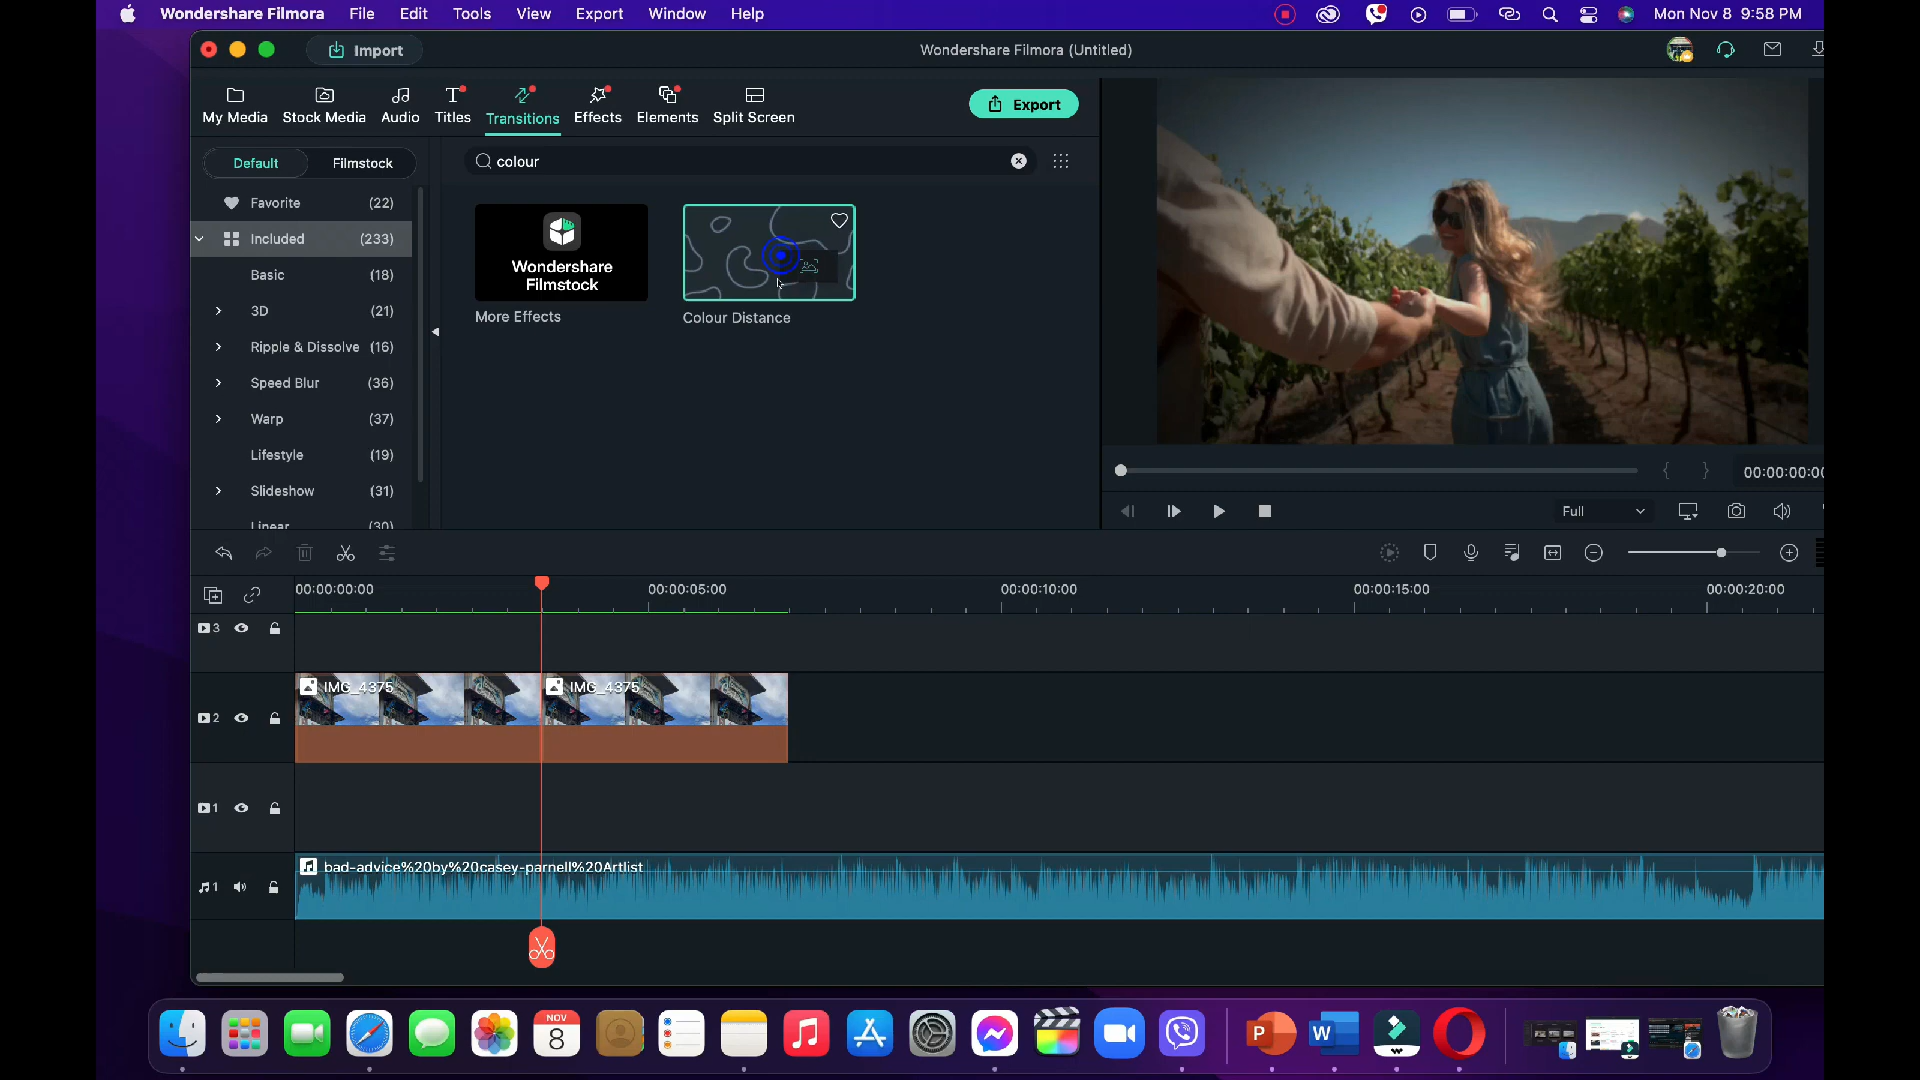 Wondershare Filmora File Edit Tools View Export Window Help Mon Nov 8 9:58 PM
Import Wondershare Filmora (Untitled)
My Media Stock Media Audio Titles Transitions Effects Elements Split Screen Export
Default Filmstock colour
Favorite (22)
Included (233)
Basic (18)
3D (21)
Ripple & Dissolve (16)
Speed Blur (36)
Warp (37)
Lifestyle (19)
Slideshow (31)
Linear (30)
Wondershare
Filmstock
More Effects Colour Distance
{ } 00:00:00:00
Full
00:00:00:00 00:00:05:00 00:00:10:00 00:00:15:00 00:00:20:00
3
IMG_4375 IMG_4375
2
1
bad-advice%20by%20casey-parnell%20Artlist
1
NOV
8
P W